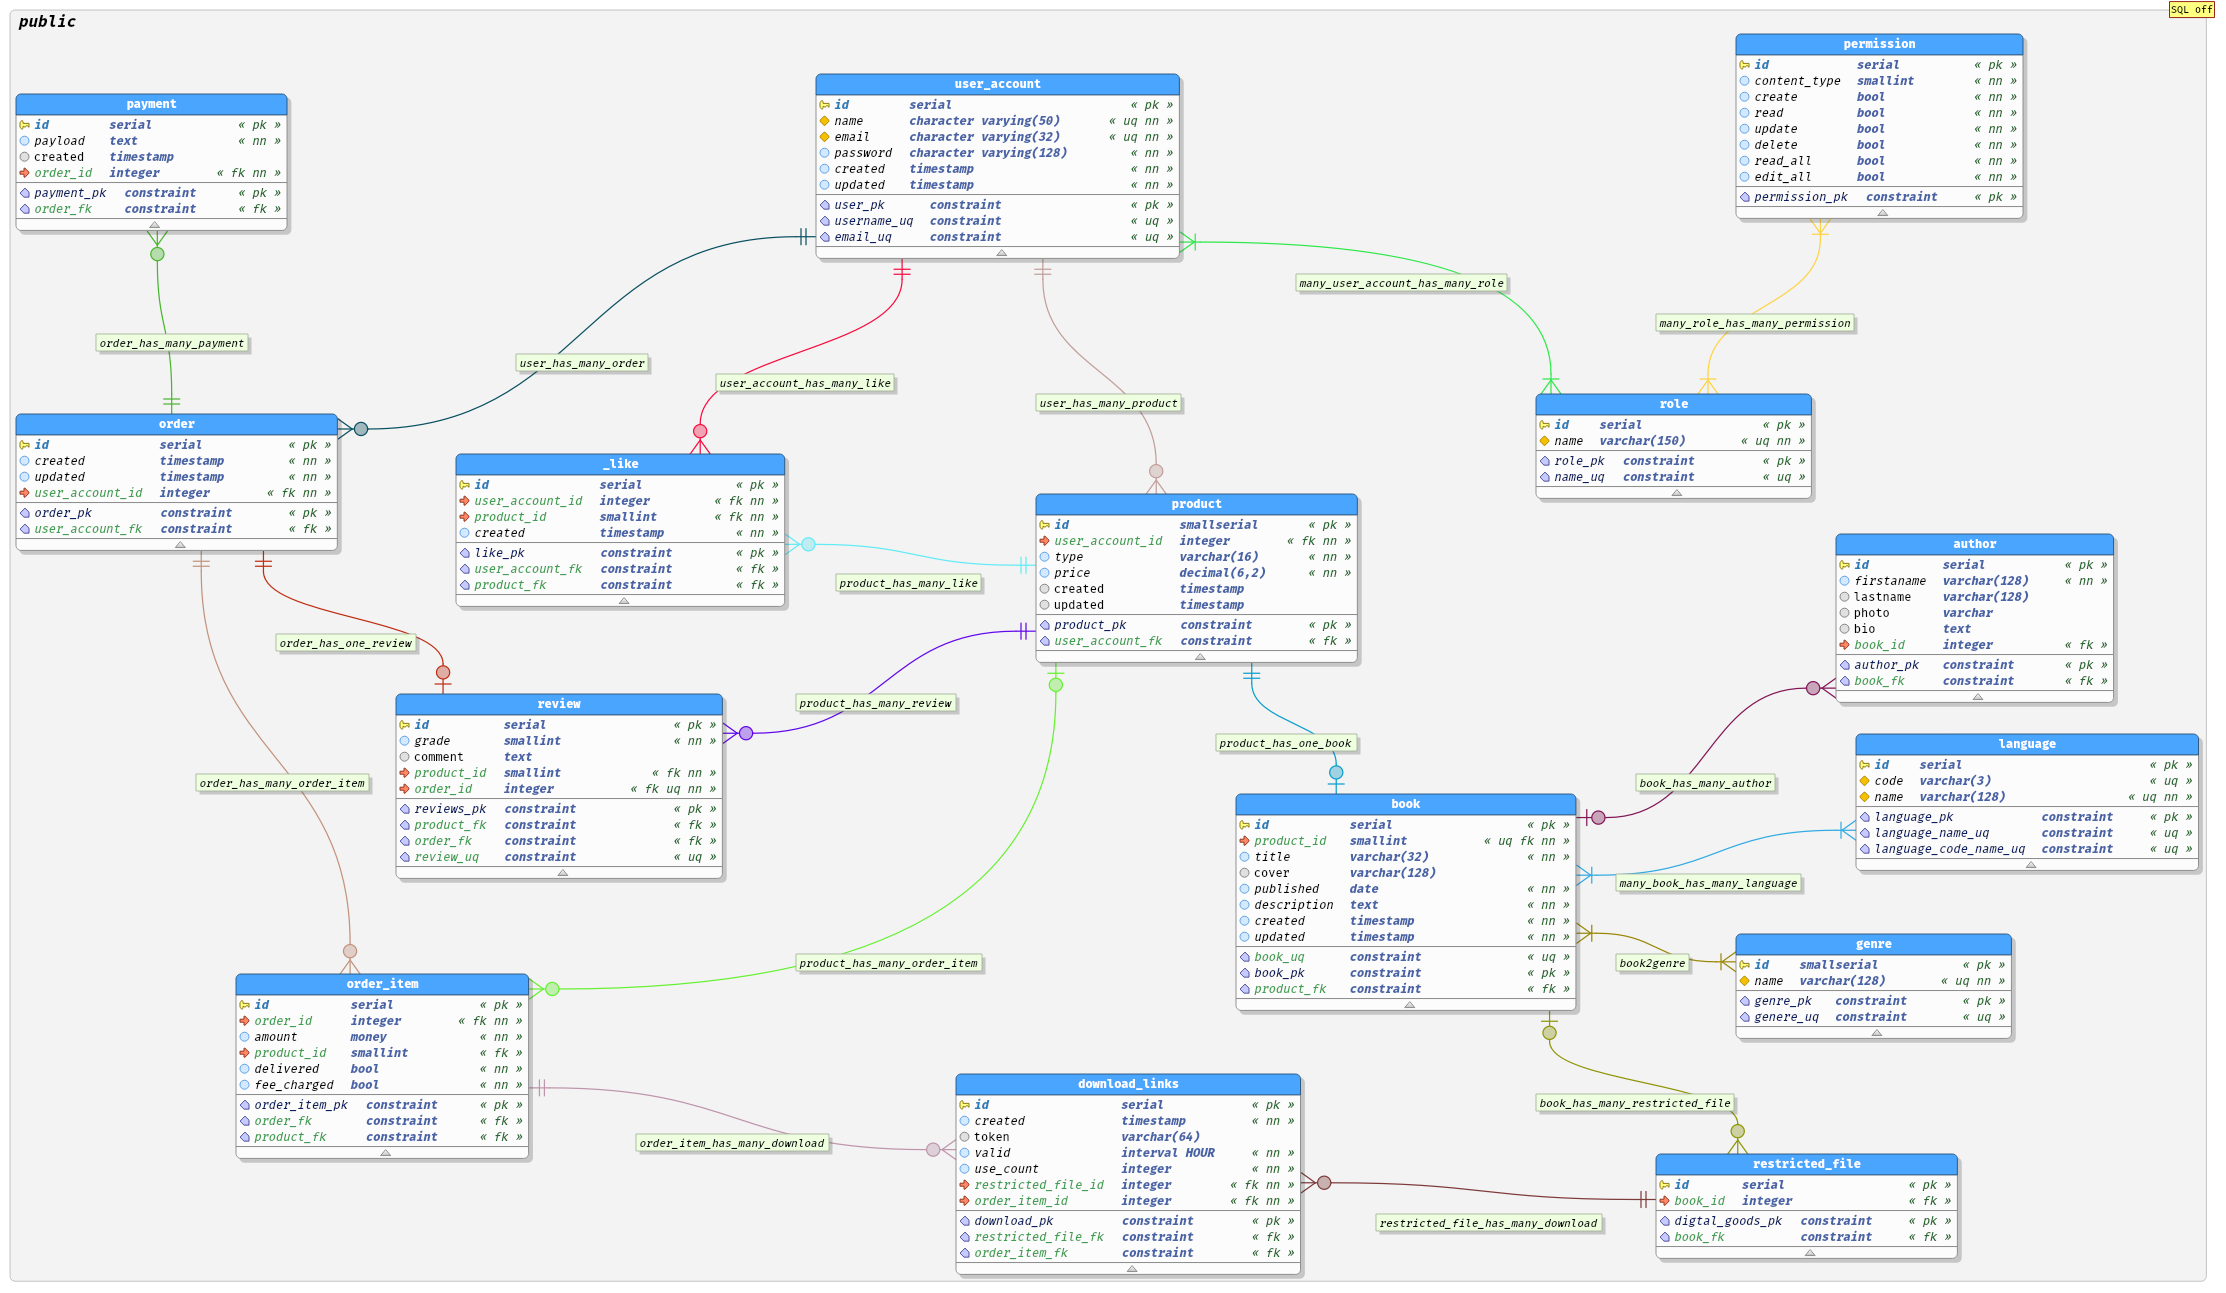 public
SQL off
payment
id serial « pk »
payload text « nn »
created timestamp
order_id integer « fk nn »
payment_pk constraint « pk »
order_fk constraint « fk »
user_account
id serial « pk »
name character varying(50) « uq nn »
email character varying(32) « uq nn »
password character varying(128) « nn »
created timestamp « nn »
updated timestamp « nn »
user_pk constraint « pk »
username_uq constraint « uq »
email_uq constraint « uq »
permission
id serial « pk »
content_type smallint « nn »
create bool « nn »
read bool « nn »
update bool « nn »
delete bool « nn »
read_all bool « nn »
edit_all bool « nn »
permission_pk constraint « pk »
many_user_account_has_many_role
many_role_has_many_permission
order_has_many_payment
user_has_many_order
user_account_has_many_like
user_has_many_product
order
id serial « pk »
created timestamp « nn »
updated timestamp « nn »
user_account_id integer « fk nn »
order_pk constraint « pk »
user_account_fk constraint « fk »
_like
id serial « pk »
user_account_id integer « fk nn »
product_id smallint « fk nn »
created timestamp « nn »
like_pk constraint « pk »
user_account_fk constraint « fk »
product_fk constraint « fk »
product
id smallserial « pk »
user_account_id integer « fk nn »
type varchar(16) « nn »
price decimal(6,2) « nn »
created timestamp
updated timestamp
product_pk constraint « pk »
user_account_fk constraint « fk »
role
id serial « pk »
name varchar(150) « uq nn »
role_pk constraint « pk »
name_uq constraint « uq »
author
id serial « pk »
firstaname varchar(128) « nn »
lastname varchar(128)
photo varchar
bio text
book_id integer « fk »
author_pk constraint « pk »
book_fk constraint « fk »
product_has_many_like
order_has_one_review
product_has_many_review
product_has_one_book
order_has_many_order_item
book_has_many_author
review
id serial « pk »
grade smallint « nn »
comment text
product_id smallint « fk nn »
order_id integer « fk uq nn »
reviews_pk constraint « pk »
product_fk constraint « fk »
order_fk constraint « fk »
review_uq constraint « uq »
language
id serial « pk »
code varchar(3) « uq »
name varchar(128) « uq nn »
language_pk constraint « pk »
language_name_uq constraint « uq »
language_code_name_uq constraint « uq »
book
id serial « pk »
product_id smallint « uq fk nn »
title varchar(32) « nn »
cover varchar(128)
published date « nn »
description text « nn »
created timestamp « nn »
updated timestamp « nn »
book_uq constraint « uq »
book_pk constraint « pk »
product_fk constraint « fk »
many_book_has_many_language
book2genre
product_has_many_order_item
genre
id smallserial « pk »
name varchar(128) « uq nn »
genre_pk constraint « pk »
genere_uq constraint « uq »
order_item
id serial « pk »
order_id integer « fk nn »
amount money « nn »
product_id smallint « fk »
delivered bool « nn »
fee_charged bool « nn »
order_item_pk constraint « pk »
order_fk constraint « fk »
product_fk constraint « fk »
book_has_many_restricted_file
order_item_has_many_download
download_links
id serial « pk »
created timestamp « nn »
token varchar(64)
valid interval HOUR « nn »
use_count integer « nn »
restricted_file_id integer « fk nn »
order_item_id integer « fk nn »
download_pk constraint « pk »
restricted_file_fk constraint « fk »
order_item_fk constraint « fk »
restricted_file_has_many_download
restricted_file
id serial « pk »
book_id integer « fk »
digtal_goods_pk constraint « pk »
book_fk constraint « fk »